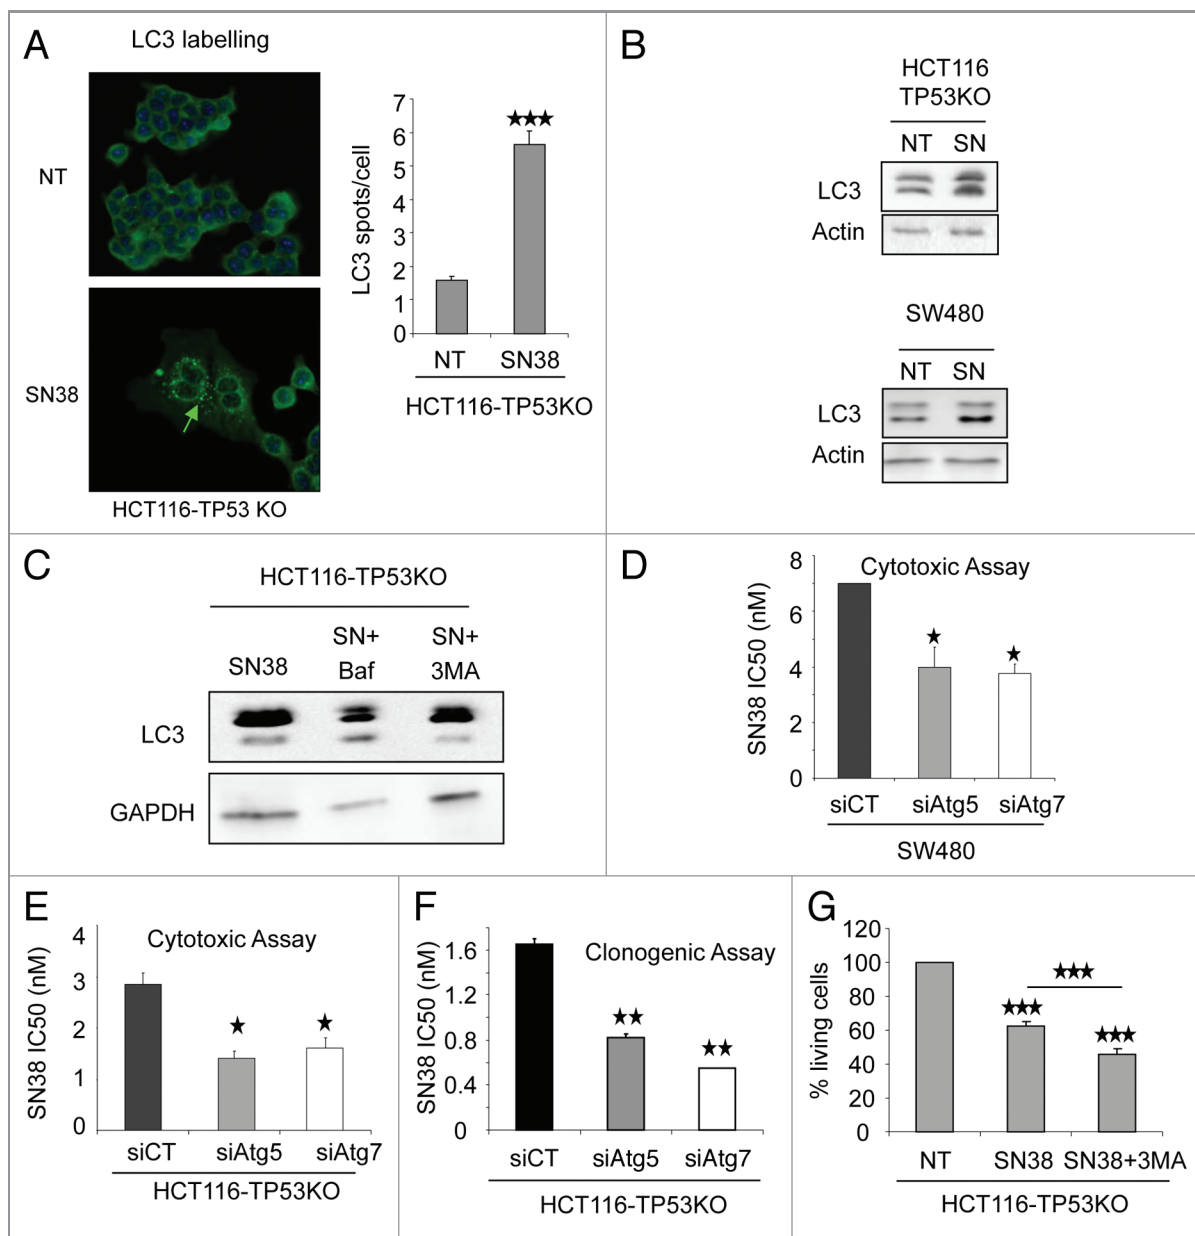 A
LC3 labelling
NT
SN38
HCT116-TP53 KO
LC3 spots/cell
7
6
5
4
3
2
1
0
★★★
NT SN38
HCT116-TP53KO
B
HCT116
TP53KO
NT SN
LC3
Actin
SW480
NT SN
LC3
Actin
C
HCT116-TP53KO
SN38
SN+
Baf
SN+
3MA
LC3
GAPDH
D
Cytotoxic Assay
SN38 IC50 (nM)
8
6
4
2
0
★
★
siCT siAtg5 siAtg7
SW480
E
Cytotoxic Assay
SN38 IC50 (nM)
4
3
2
1
0
★
★
siCT siAtg5 siAtg7
HCT116-TP53KO
F
Clonogenic Assay
SN38 IC50 (nM)
1.6
1.2
0.8
0.4
0
★★
★★
siCT siAtg5 siAtg7
HCT116-TP53KO
G
% living cells
120
100
80
60
40
20
0
★★★
★★★
★★★
NT SN38 SN38+3MA
HCT116-TP53KO